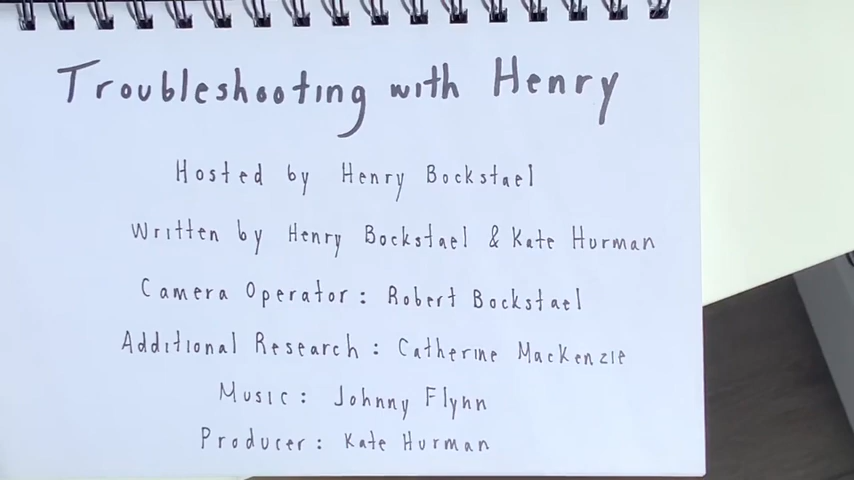 Troubleshooting with Henry
Hosted by Henry Bockstael
Written by Henry Bockstael & Kate Hurman
Camera Operator: Robert Bockstael
Additional Research: Catherine MacKenzie
Music: Johnny Flynn
Producer: Kate Hurman